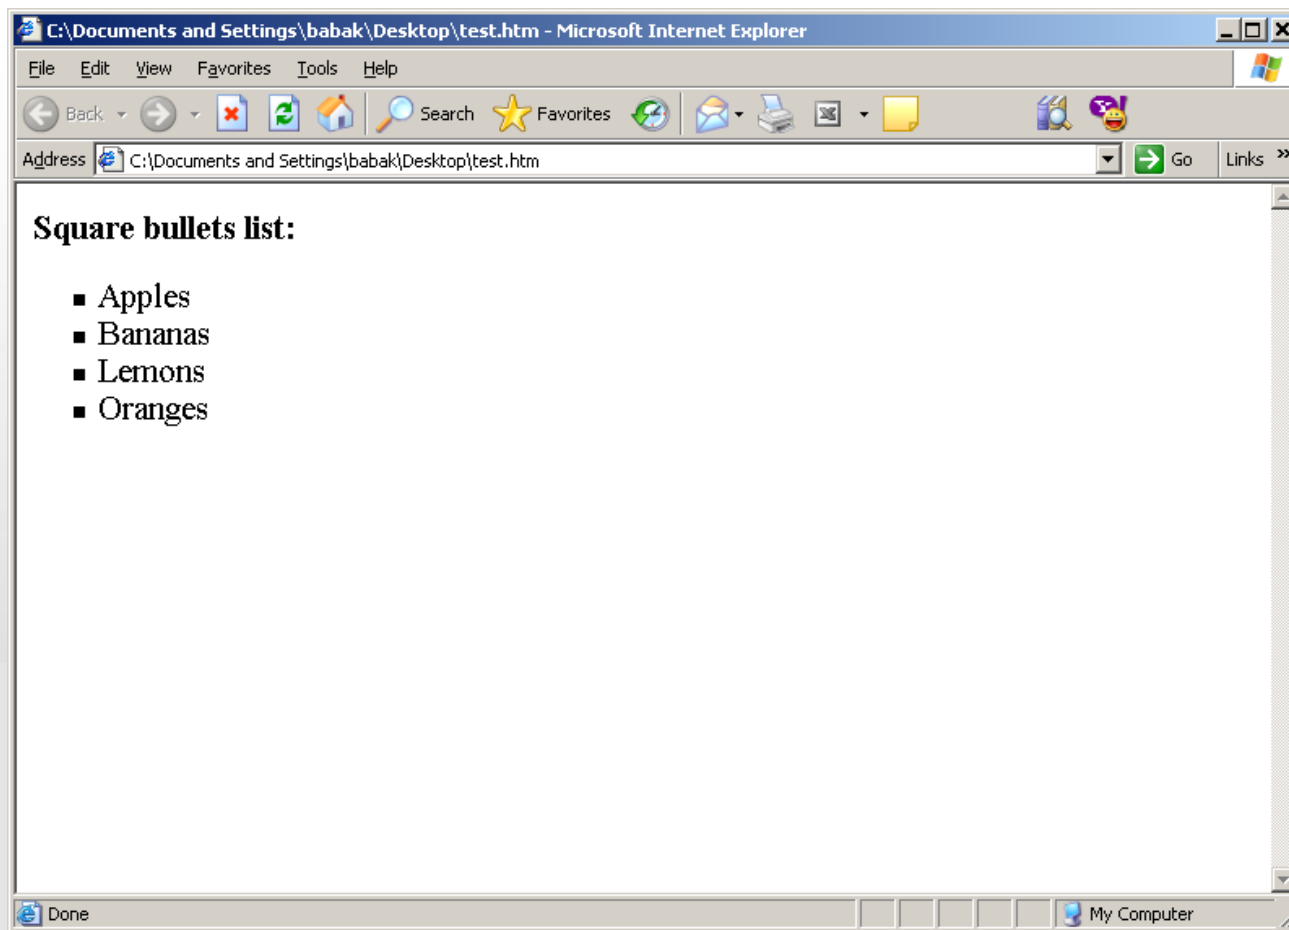 C:\Documents and Settings\babak\Desktop\test.htm - Microsoft Internet Explorer
File Edit View Favorites Tools Help
Back Search Favorites
Address C:\Documents and Settings\babak\Desktop\test.htm Go Links »
Square bullets list:
Apples
Bananas
Lemons
Oranges
Done My Computer